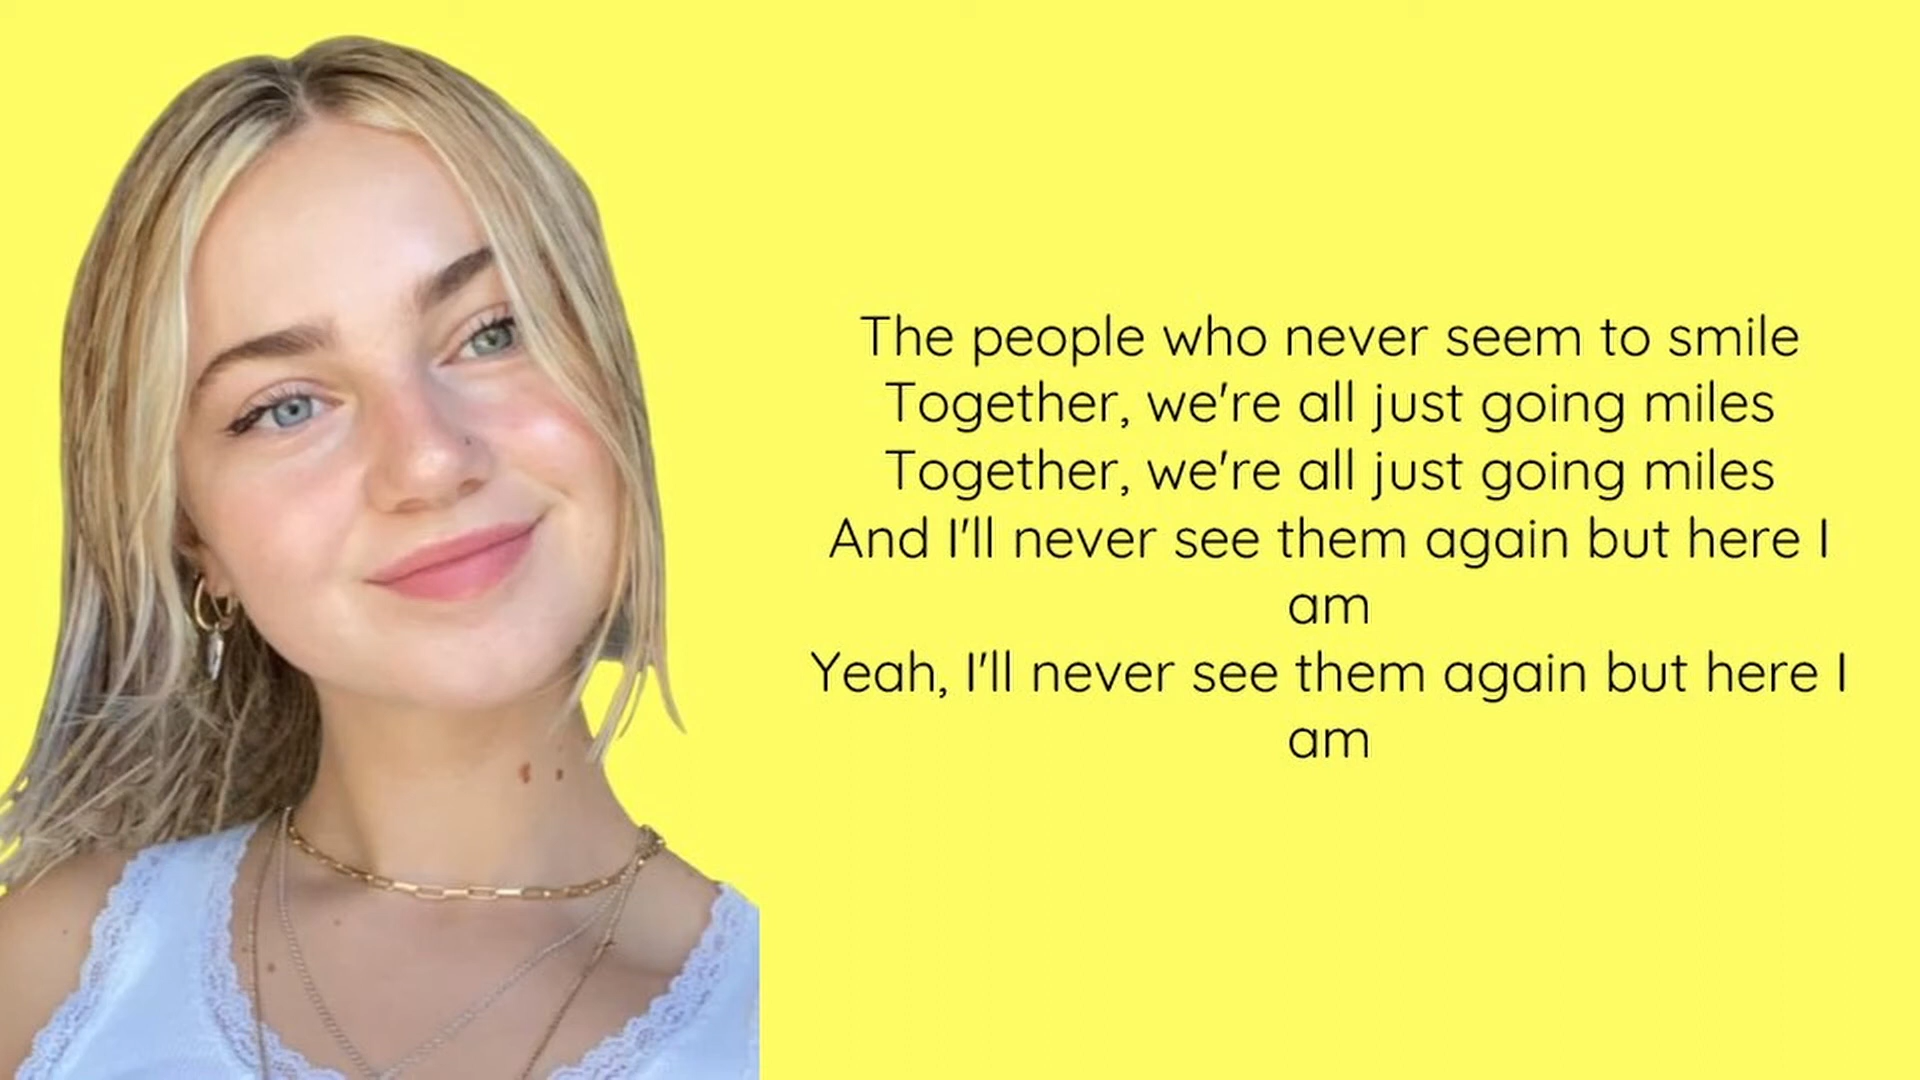 The people who never seem to smile
Together, we're all just going miles
Together, we're all just going miles
And I'll never see them again but here I
am
Yeah, I'll never see them again but here I
am